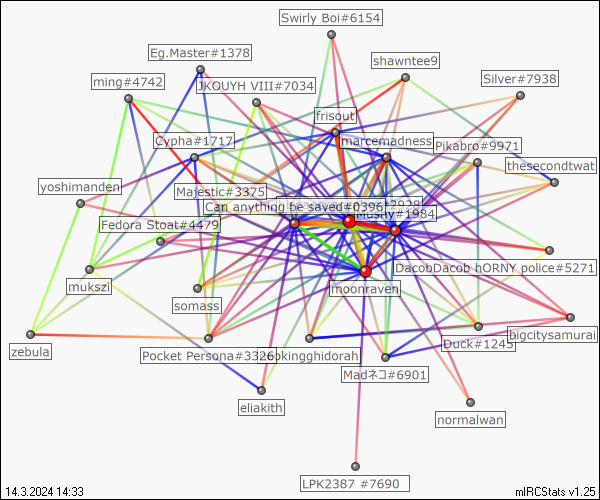 Swirly Boi#6154
Eg.Master#1378
shawntee9
ming#4742
JKOUYH VIII#7034
Silver#7938
frisout
Cypha#1717
marcemadness
Pikabro#9971
thesecondtwat
yoshimanden
Majestic#3375
Can anything be saved#0396
#1984
Fedora Stoat#4479
DacobDacob hORNY police#5271
mukszi
moonraveni
somass
bigcitysamurai
zebula
Pocket Persona#3326
okingghidorah
Duck#1245
Madネコ#6901
eliakith
normalwan
LPK2387 #7690
14.3.2024 14:33
mIRCStats v1.25